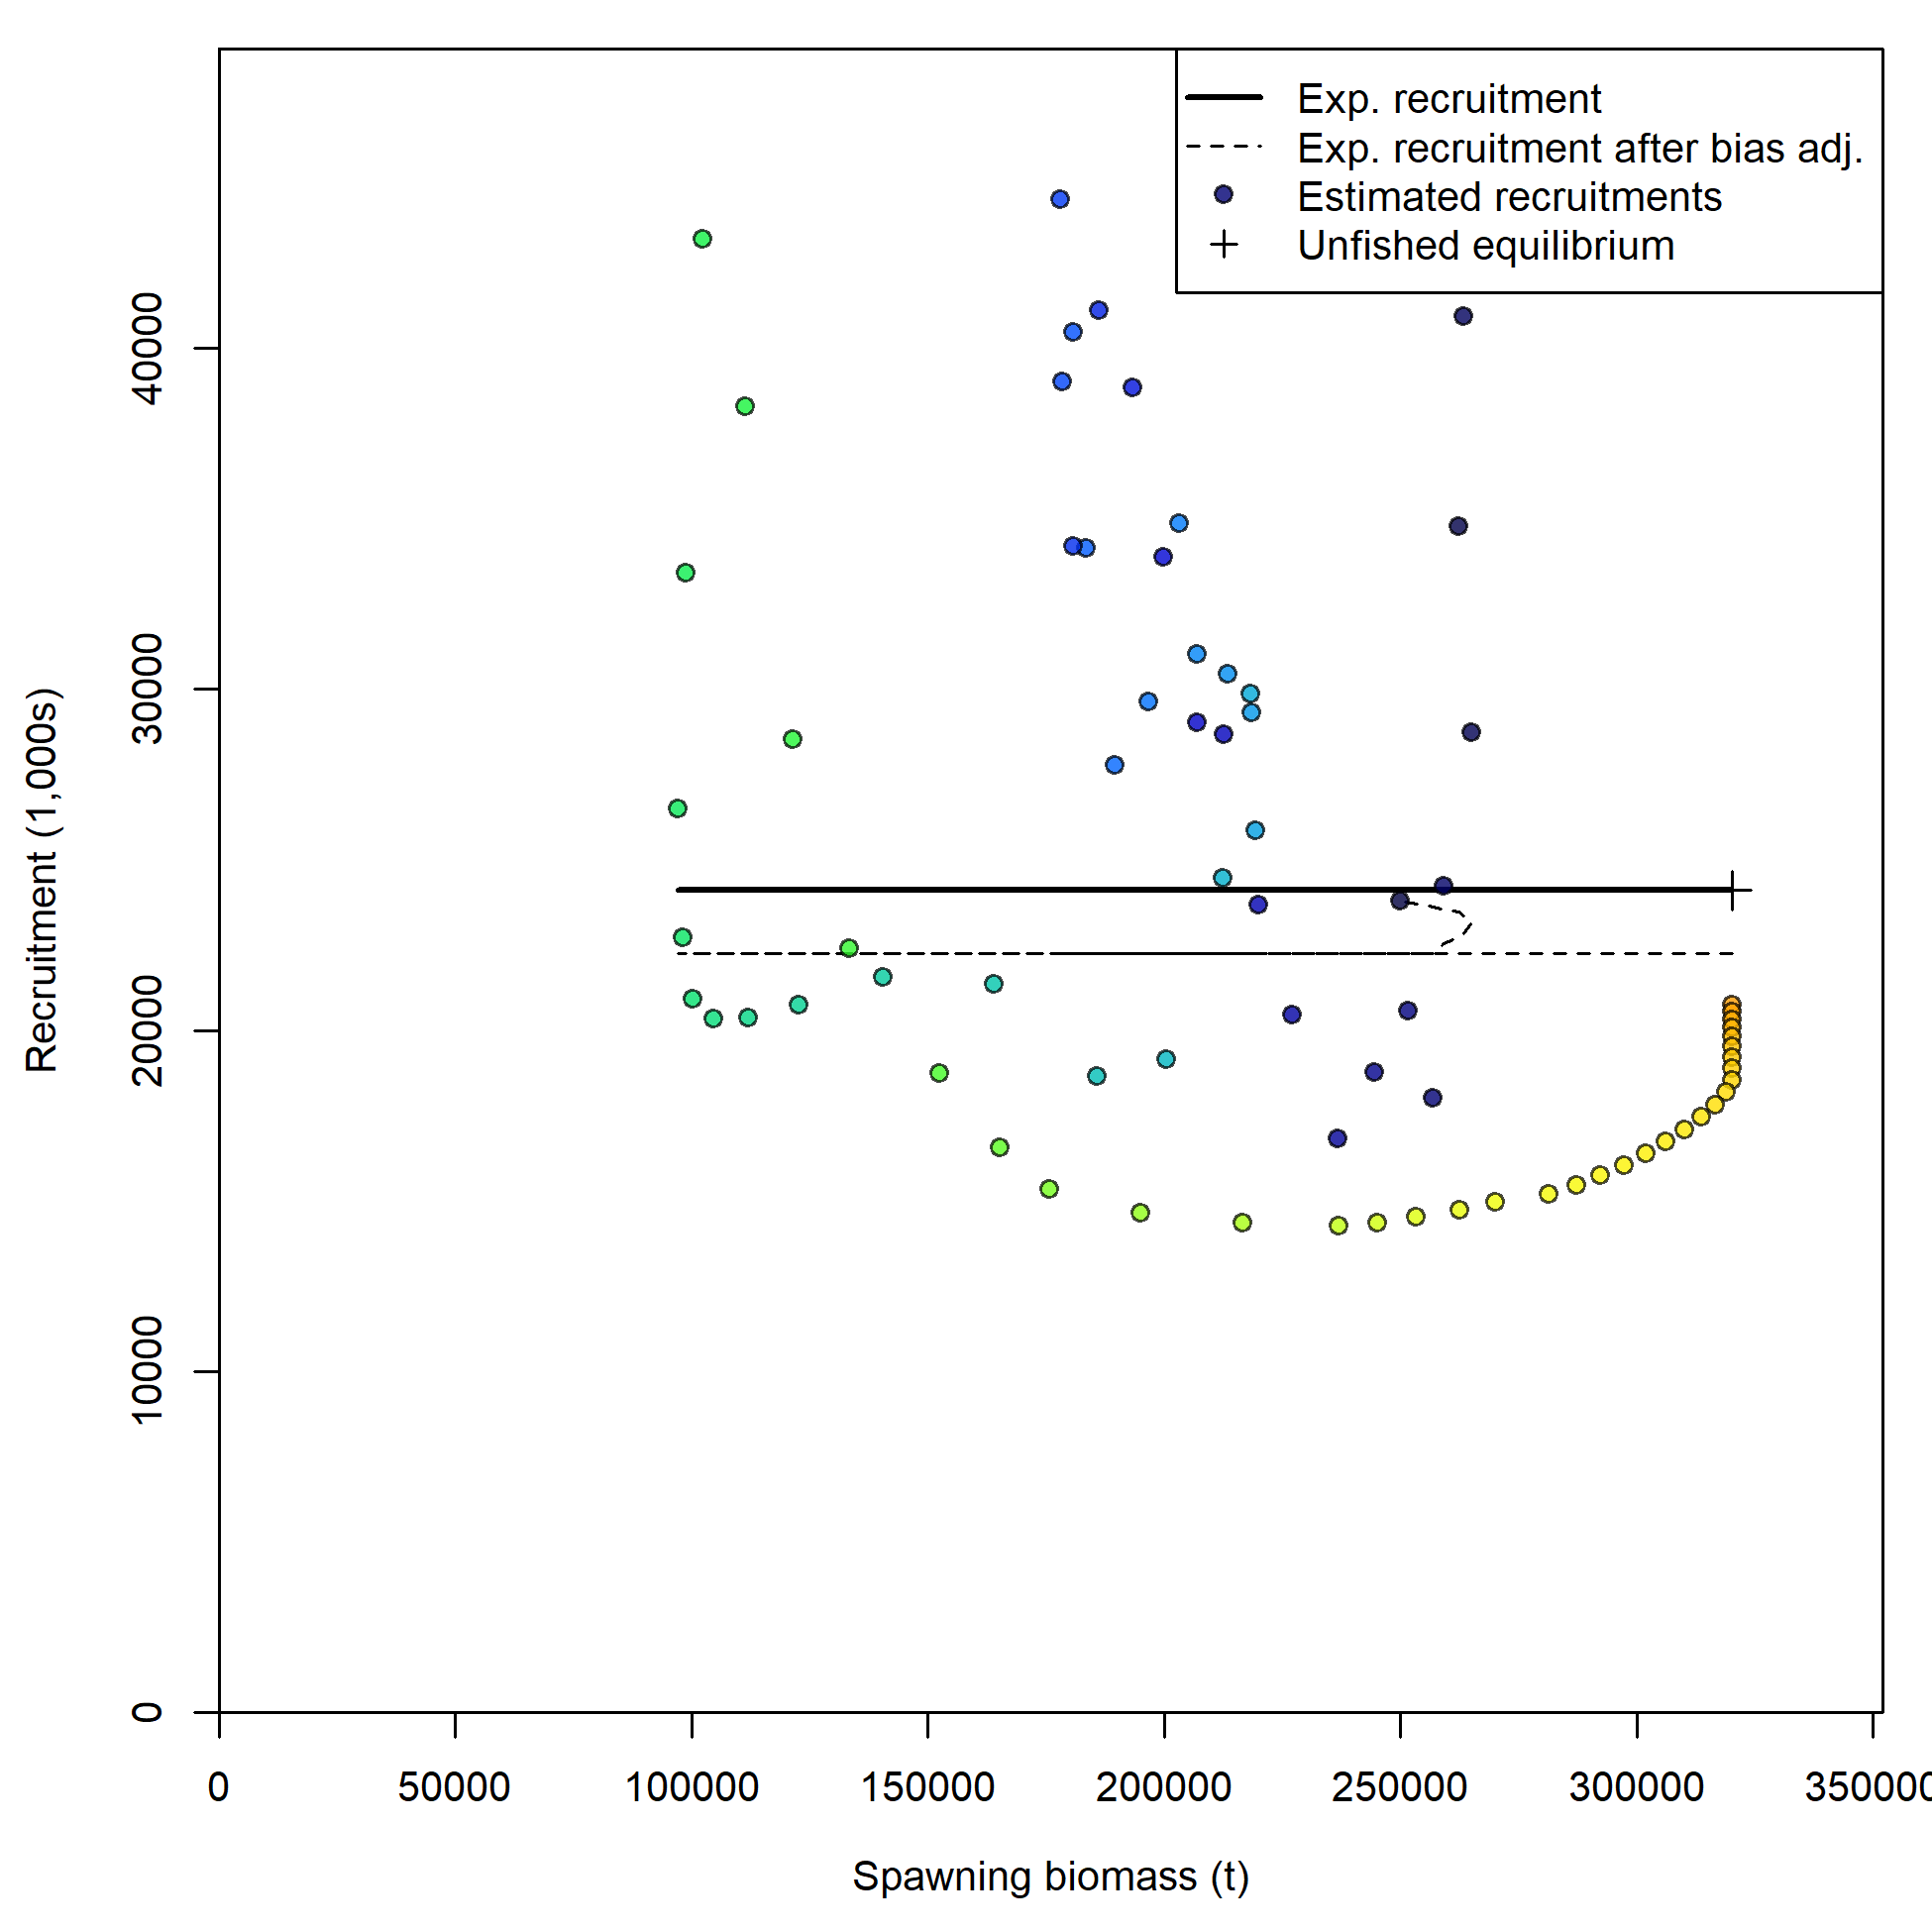 Exp. recruitment
Exp. recruitment after bias adj.
Estimated recruitments
Unfished equilibrium
Recruitment (1,000s)
40000
30000
20000
10000
0
0 50000 100000 150000 200000 250000 300000 350000
Spawning biomass (t)